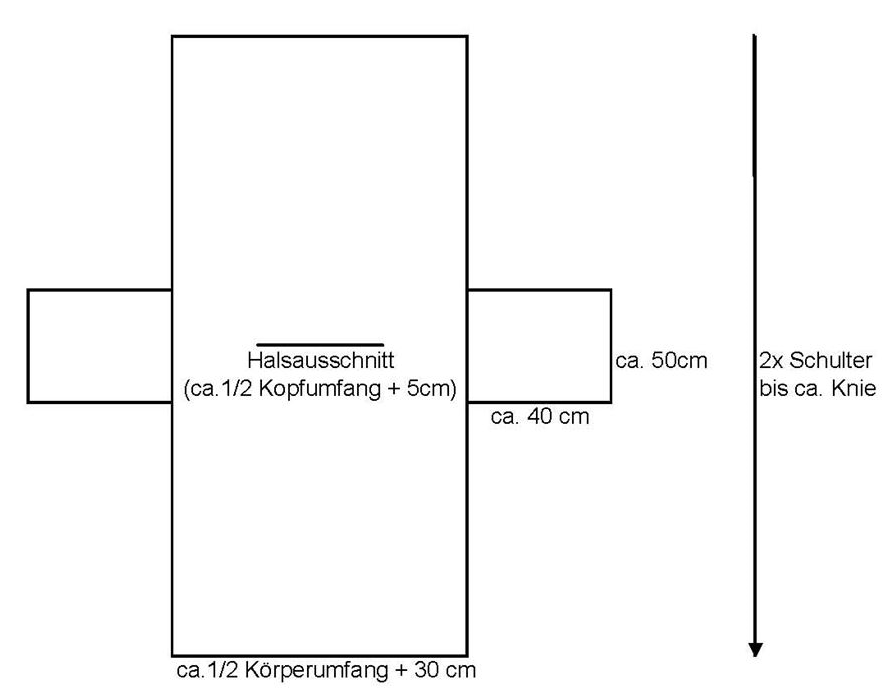 Halsausschnitt
(ca.1/2 Kopfumfang + 5cm)
ca. 50cm
2x Schulter
bis ca. Knie
ca. 40 cm
ca.1/2 Körperumfang + 30 cm